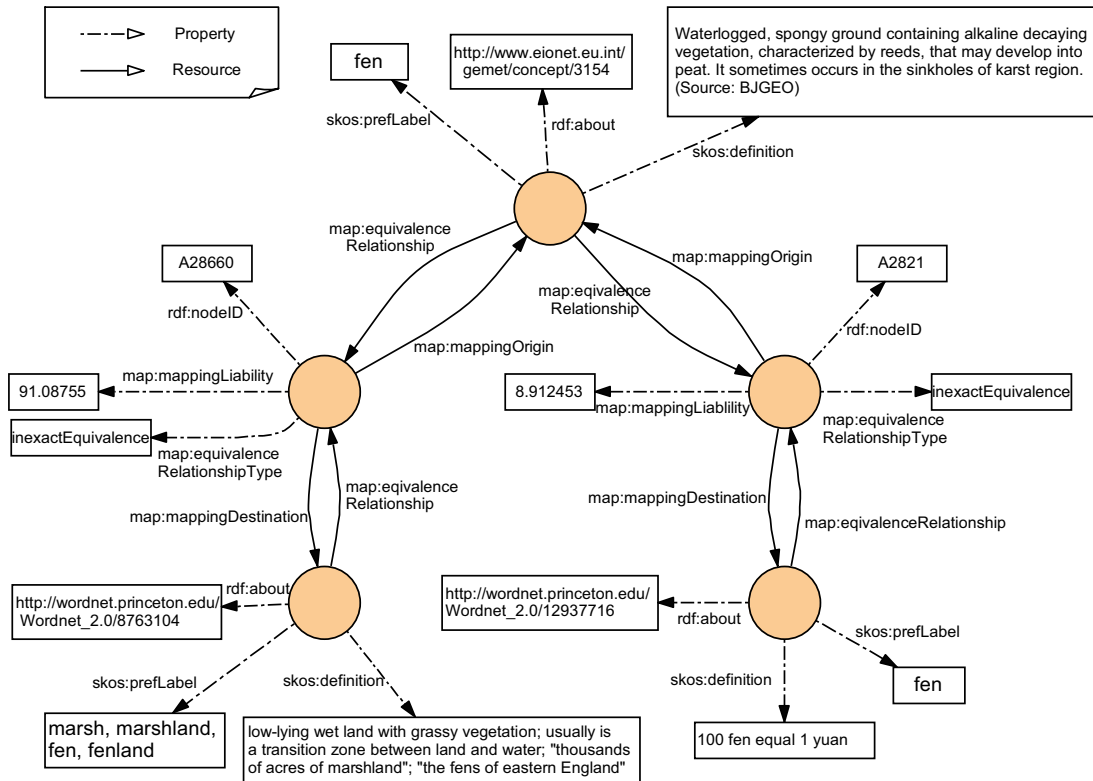 Property
Resource
fen
http://www.eionet.eu.int/
gemet/concept/3154
Waterlogged, spongy ground containing alkaline decaying
vegetation, characterized by reeds, that may develop into
peat. It sometimes occurs in the sinkholes of karst region.
(Source: BJGEO)
skos:prefLabel
rdf:about
skos:definition
map:equivalence
Relationship
map:mappingOrigin
A28660
A2821
rdf:nodeID
map:eqivalence
Relationship
rdf:nodeID
map:mappingOrigin
map:mappingLiability
91.08755
8.912453
map:mappingLiablility
inexactEquivalence
inexactEquivalence
map:equivalence
RelationshipType
map:equivalence
RelationshipType
map:eqivalence
Relationship
map:mappingDestination
map:mappingDestination
map:eqivalenceRelationship
rdf:about
http://wordnet.princeton.edu/
Wordnet_2.0/8763104
http://wordnet.princeton.edu/
Wordnet_2.0/12937716
rdf:about
skos:prefLabel
skos:definition
skos:prefLabel
skos:definition
fen
marsh, marshland,
fen, fenland
low-lying wet land with grassy vegetation; usually is
a transition zone between land and water; "thousands
of acres of marshland"; "the fens of eastern England"
100 fen equal 1 yuan